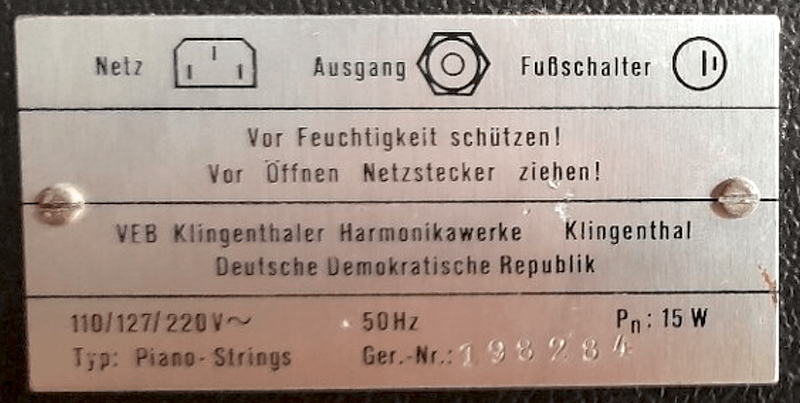 Netz Ausgang Fußschalter
Vor Feuchtigkeit schützen!
Vor Öffnen Netzstecker ziehen!
VEB Klingenthaler Harmonikawerke Klingenthal
Deutsche Demokratische Republik
110/127/220V~ 50Hz Pn: 15 W
Typ: Piano-Strings Ger.-Nr.: 198284